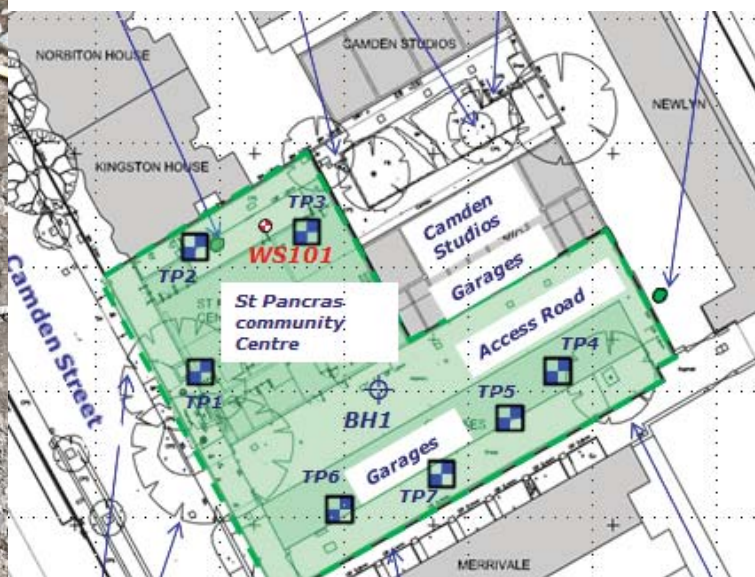 NORBITON HOUSE
CAMDEN STUDIOS
NEWLYN
KINGSTON HOUSE
TP3
TP2
WS101
Camden
Studios
Garages
Camden Street
St Pancras
community
Centre
Access Road
TP4
TP1
BH1
TP5
Garages
TP6
TP7
MERRIVALE